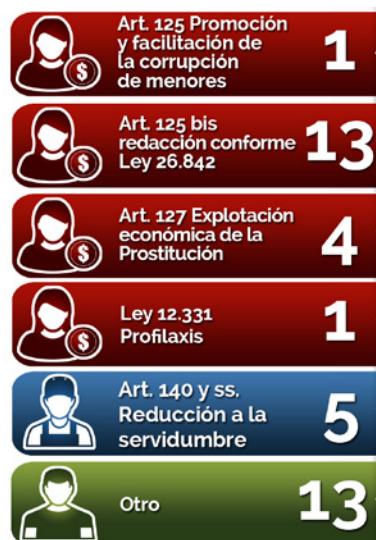 Art. 125 Promoción
y facilitación de
la corrupción
de menores
1
$
Art. 125 bis
redacción conforme
Ley 26.842
13
$
Art. 127 Explotación
económica de la
Prostitución
4
$
Ley 12.331
Profilaxis
1
$
Art. 140 y ss.
Reducción a la
servidumbre
5
Otro
13